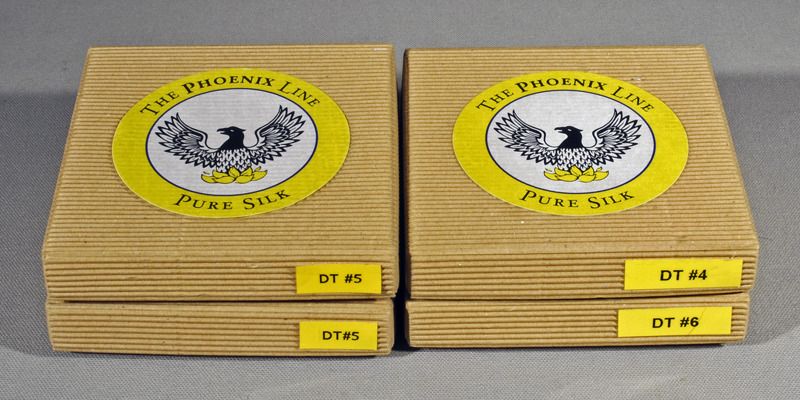 THE PHOENIX LINE
PURE SILK
DT #5
DT#5
THE PHOENIX LINE
PURE SILK
DT #4
DT #6